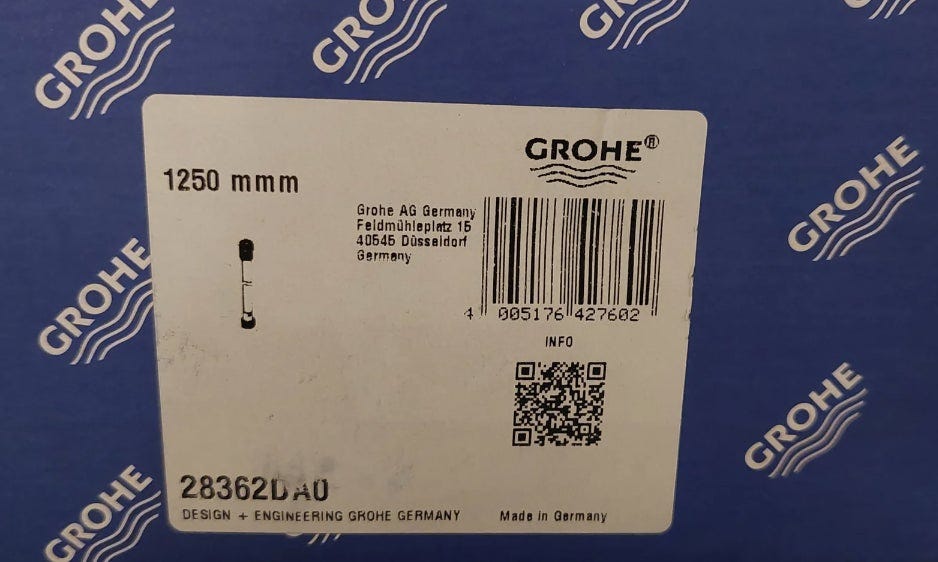 GROHE
GROHE
GROHE
GROHE®
1250 mmm
Grohe AG Germany
Feldmühleplatz 15
40545 Düsseldorf
Germany
4 005176 427602
INFO
28362DA0
DESIGN + ENGINEERING GROHE GERMANY
Made in Germany
GROHE
GROHE
GROHE
GROHE